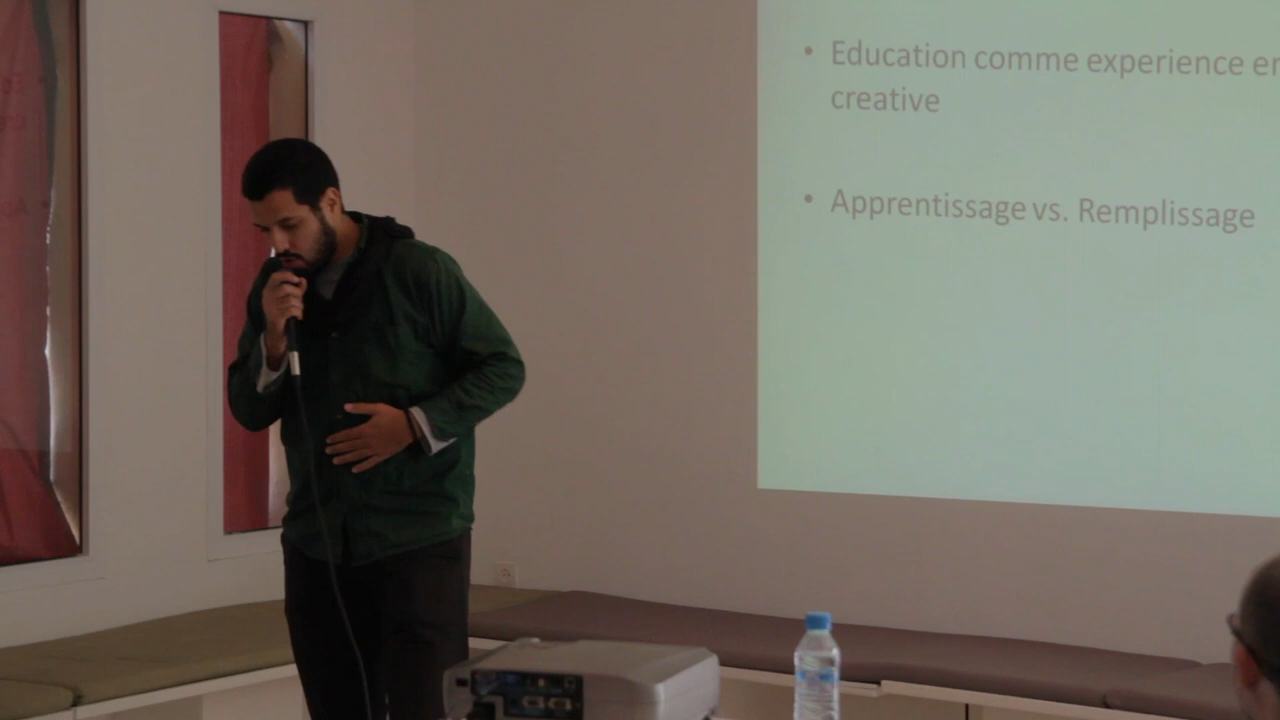 • Education comme experience
creative
• Apprentissage vs. Remplissage